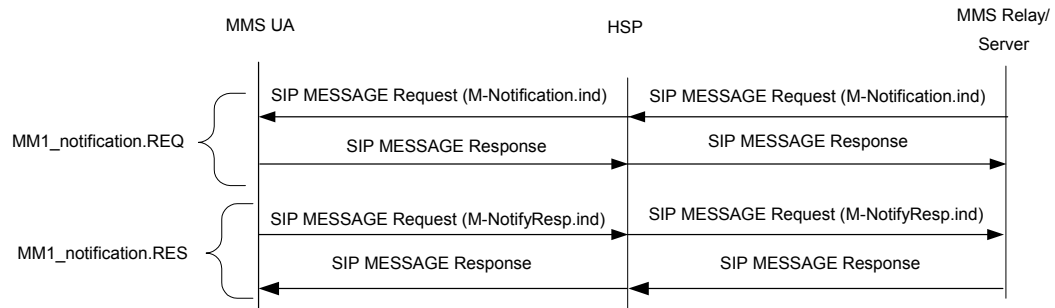 MMS UA
HSP
MMS Relay/
Server
SIP MESSAGE Request (M-Notification.ind)
SIP MESSAGE Request (M-Notification.ind)
MM1_notification.REQ
SIP MESSAGE Response
SIP MESSAGE Response
SIP MESSAGE Request (M-NotifyResp.ind)
SIP MESSAGE Request (M-NotifyResp.ind)
MM1_notification.RES
SIP MESSAGE Response
SIP MESSAGE Response